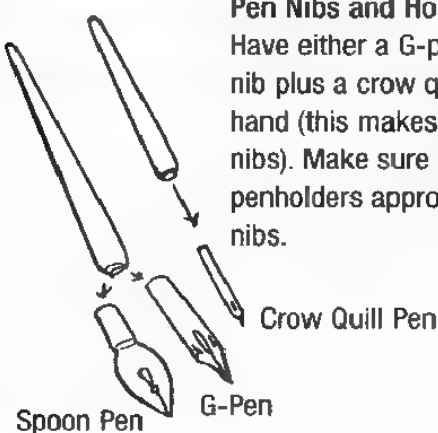 Pen Nibs and Ho
Have either a G-p
nib plus a crow q
hand (this makes
nibs). Make sure
penholders appro
nibs.
Crow Quill Pen
G-Pen
Spoon Pen